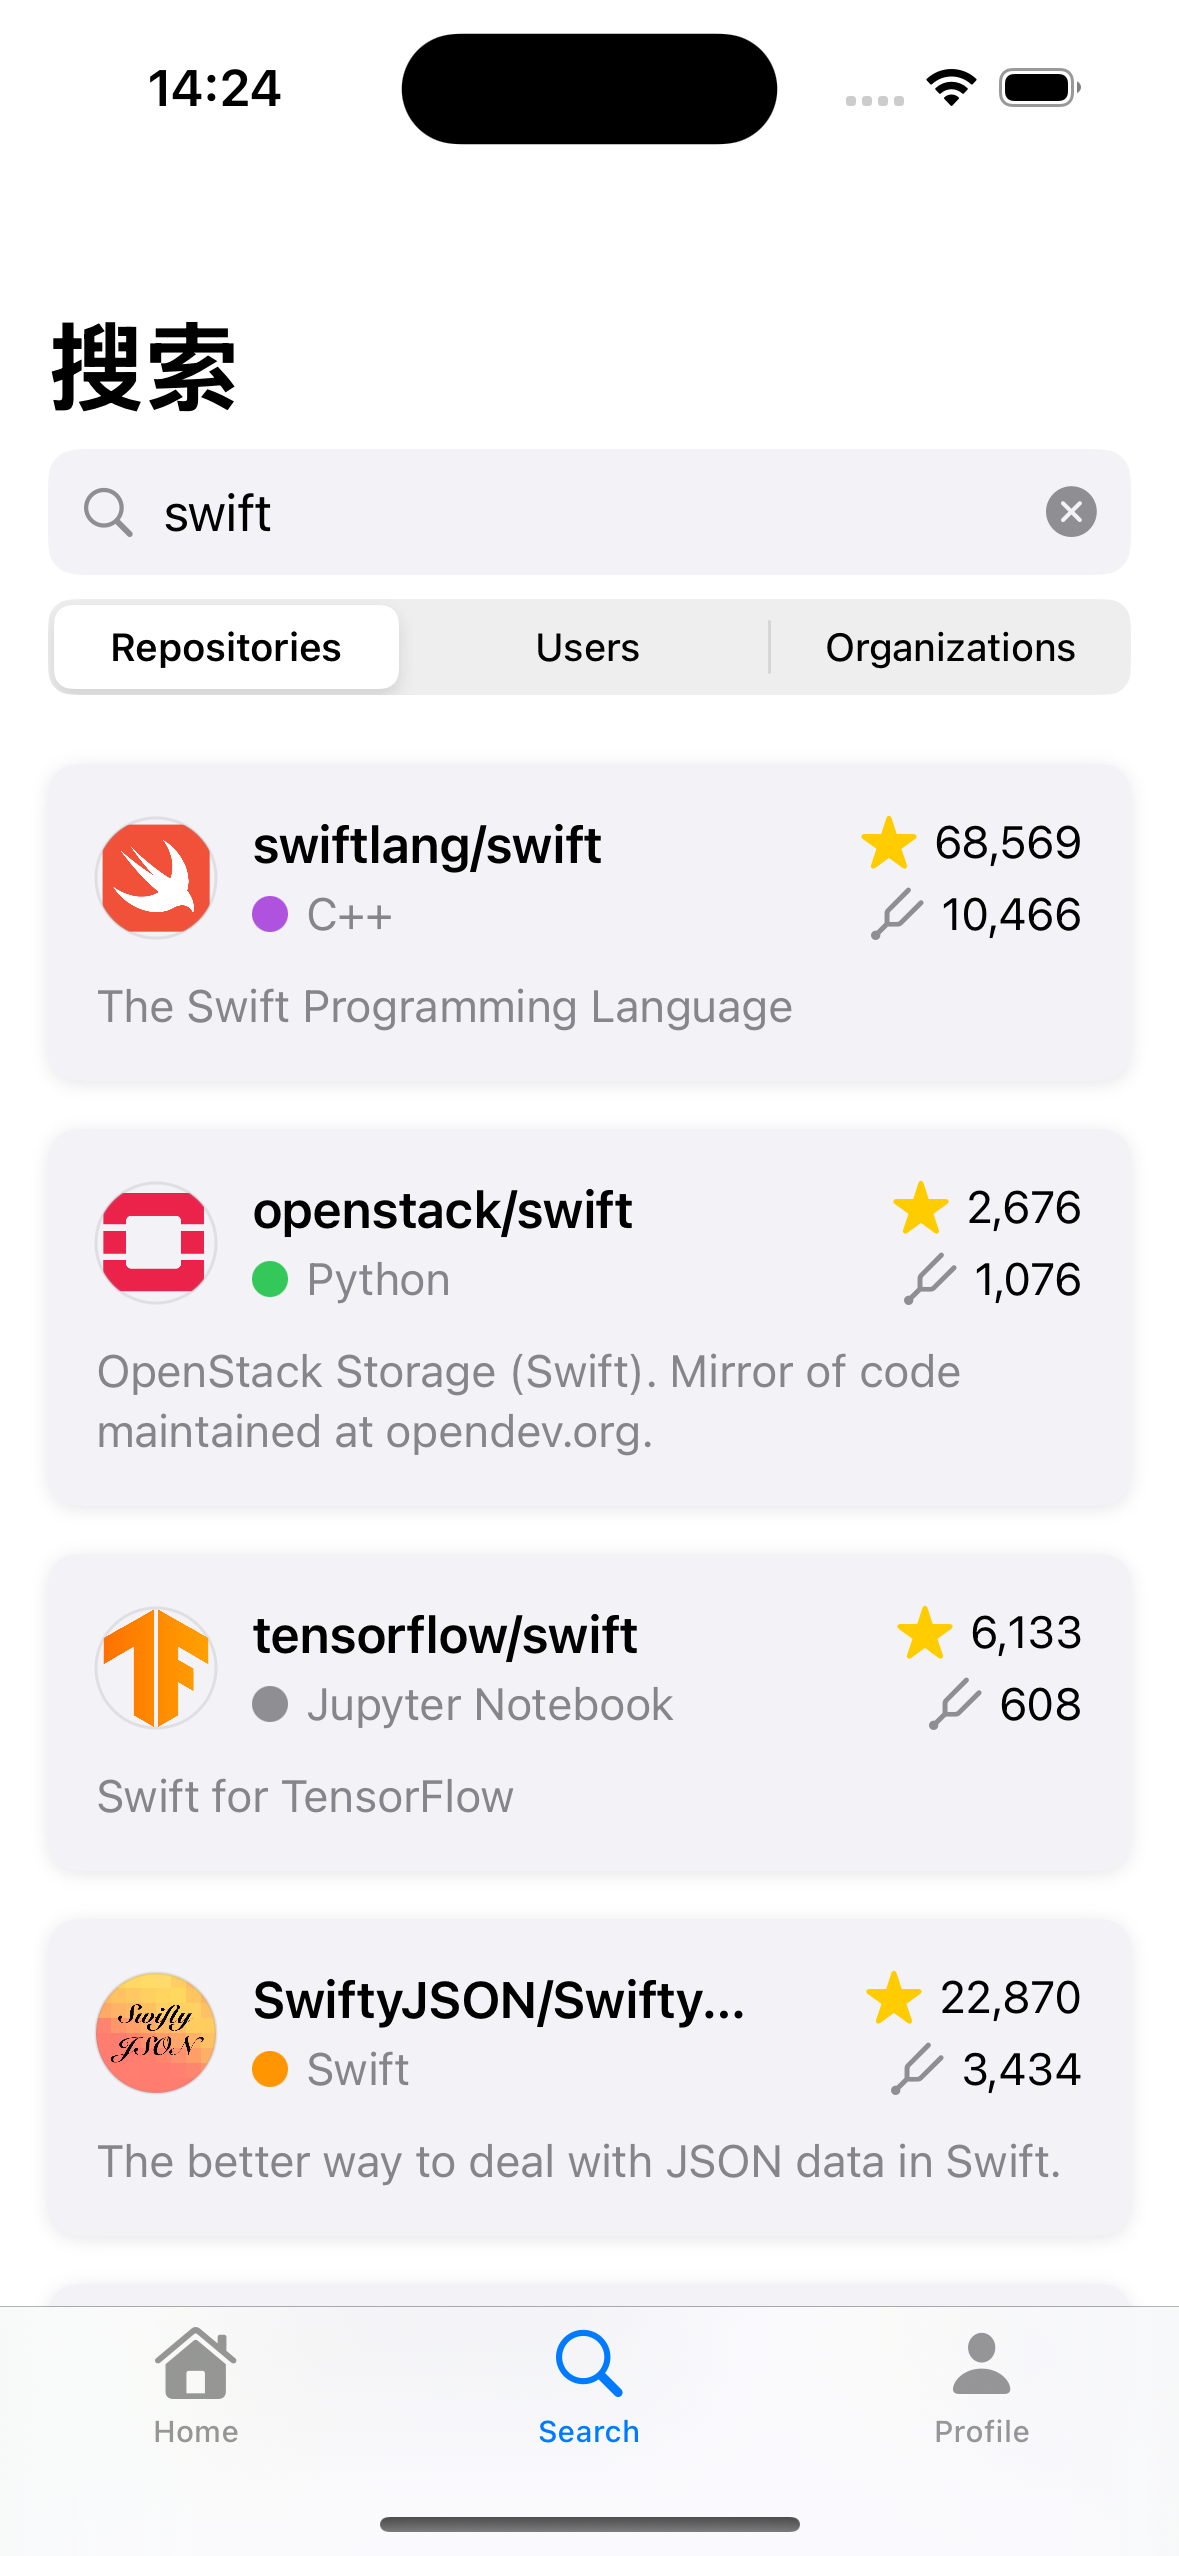 14:24
搜索
swift
Repositories
Users
Organizations
swiftlang/swift
68,569
C++
10,466
The Swift Programming Language
openstack/swift
2,676
Python
1,076
OpenStack Storage (Swift). Mirror of code
maintained at opendev.org.
tensorflow/swift
6,133
Jupyter Notebook
608
Swift for TensorFlow
Swifty
JSON
SwiftyJSON/Swifty...
22,870
Swift
3,434
The better way to deal with JSON data in Swift.
Home
Search
Profile